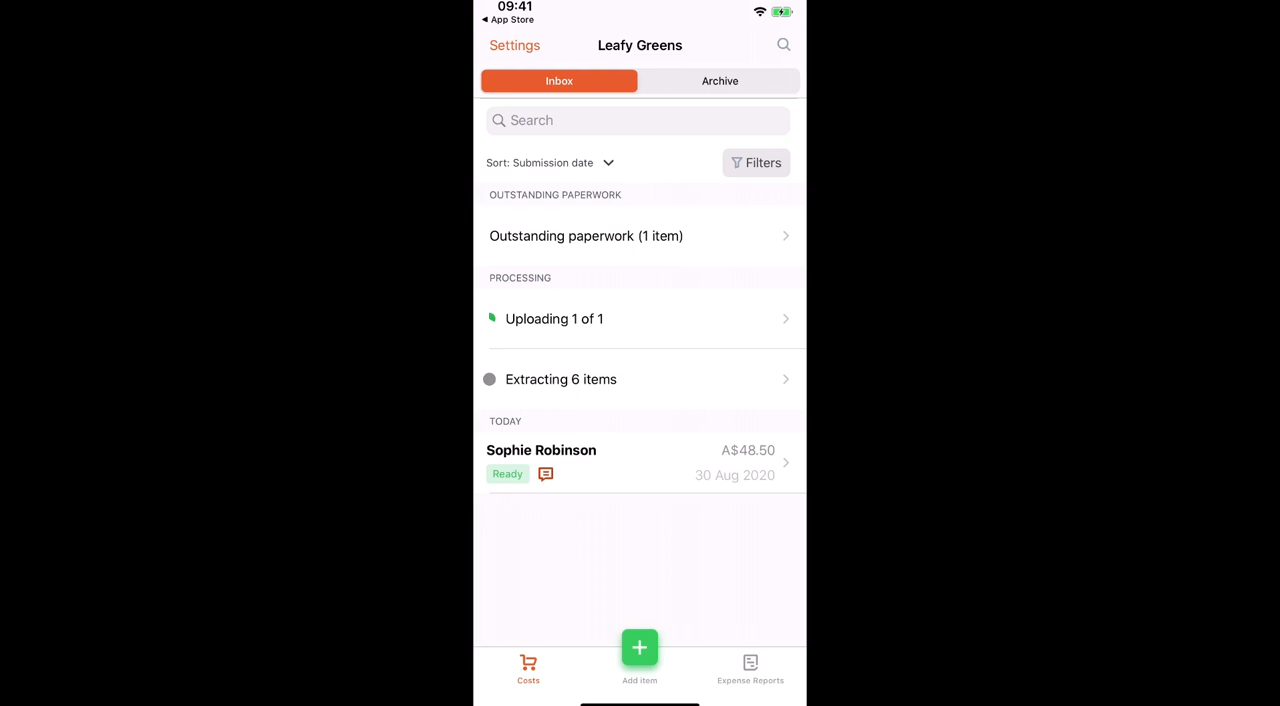 09:41
App Store
Settings
Leafy Greens
Inbox
Archive
Search
Sort: Submission date
Filters
OUTSTANDING PAPERWORK
Outstanding paperwork (1 item)
PROCESSING
Uploading 1 of 1
Extracting 6 items
TODAY
Sophie Robinson
A$48.50
Ready
30 Aug 2020
Costs
Add item
Expense Reports